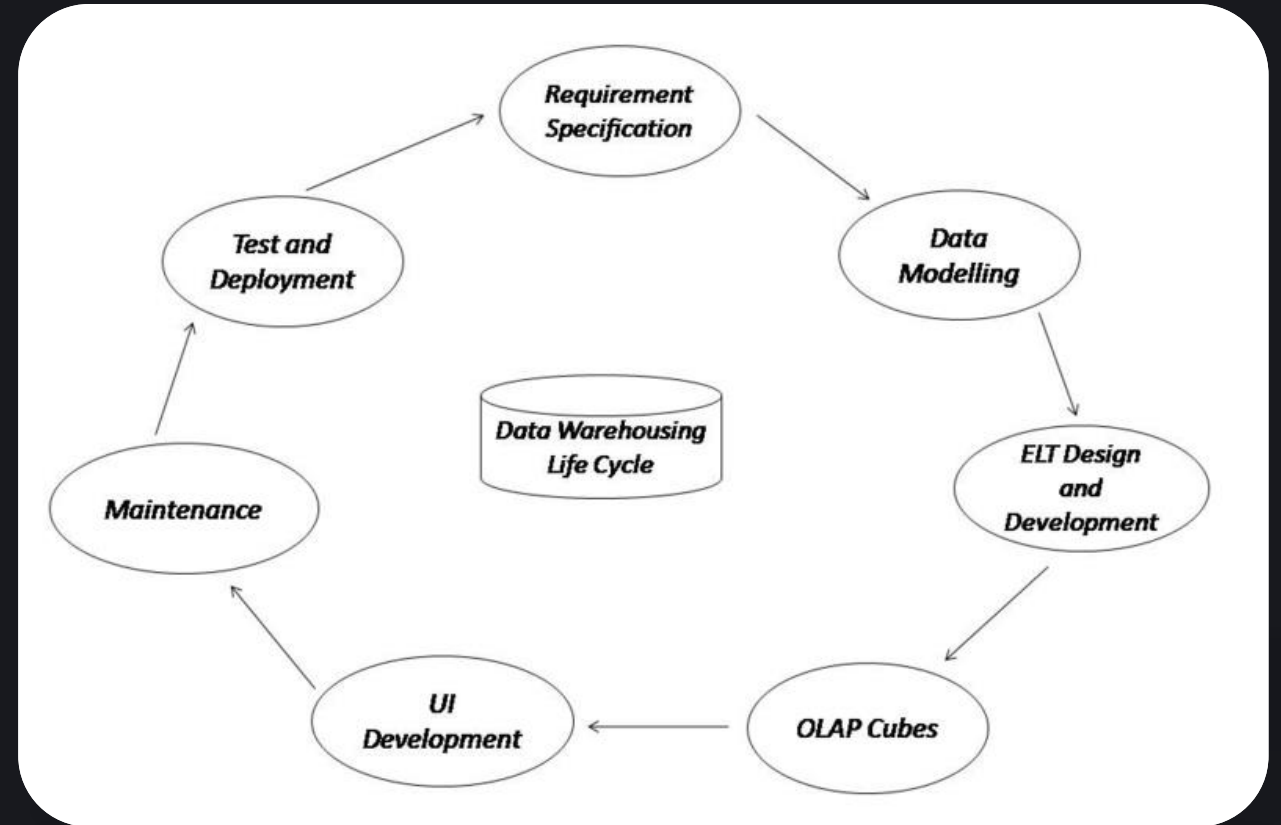 Requirement
Specification
Data
Modelling
ELT Design
and
Development
OLAP Cubes
UI
Development
Maintenance
Test and
Deployment
Data Warehousing
Life Cycle